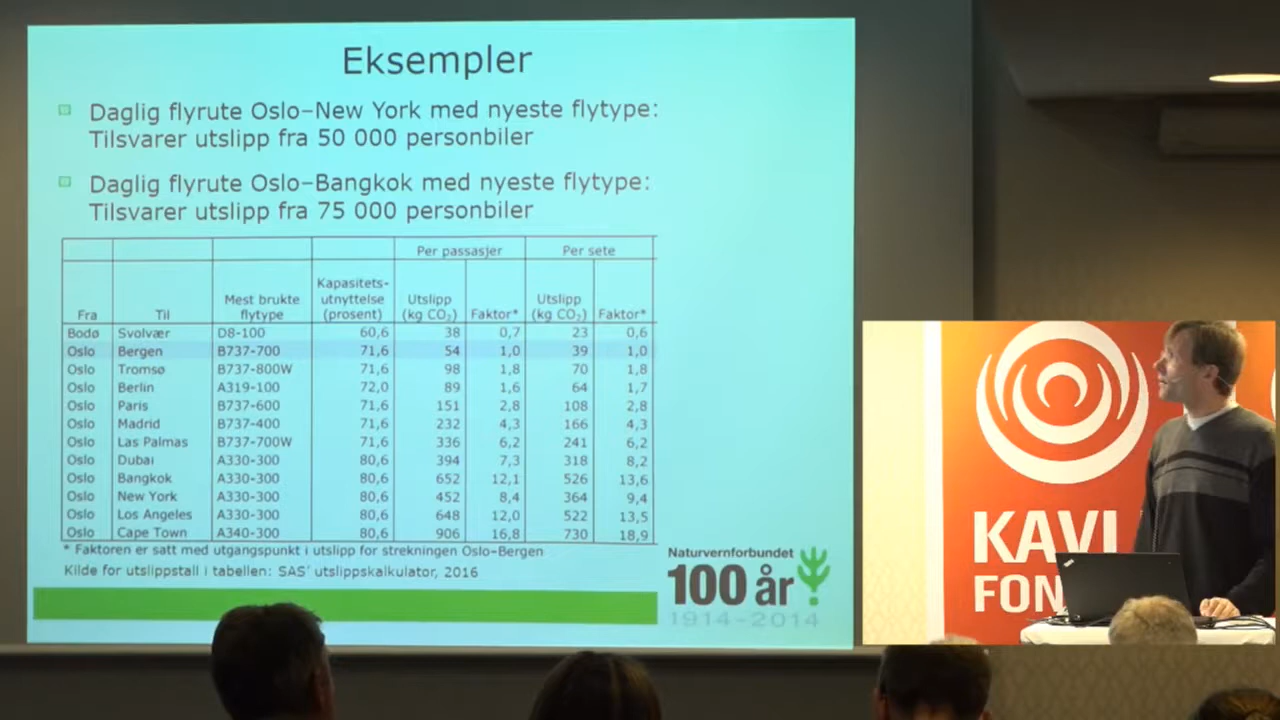 Eksempler
Daglig flyrute Oslo–New York med nyeste flytype:
Tilsvarer utslipp fra 50 000 personbiler
Daglig flyrute Oslo–Bangkok med nyeste flytype:
Tilsvarer utslipp fra 75 000 personbiler
Per passasjer Per sete
Fra Til Mest brukte flytype Kapasitets-utnyttelse (prosent) Utslipp (kg CO₂) Faktor* Utslipp (kg CO₂) Faktor*
Bodø Svolvær D8-100 60,6 38 0,7 23 0,6
Oslo Bergen B737-700 71,6 54 1,0 39 1,0
Oslo Tromsø B737-800W 71,6 98 1,8 70 1,8
Oslo Berlin A319-100 72,0 89 1,6 64 1,7
Oslo Paris B737-600 71,6 151 2,8 108 2,8
Oslo Madrid B737-400 71,6 232 4,3 166 4,3
Oslo Las Palmas B737-700W 71,6 336 6,2 241 6,2
Oslo Dubai A330-300 80,6 394 7,3 318 8,2
Oslo Bangkok A330-300 80,6 652 12,1 526 13,6
Oslo New York A330-300 80,6 452 8,4 364 9,4
Oslo Los Angeles A330-300 80,6 648 12,0 522 13,5
Oslo Cape Town A340-300 80,6 906 16,8 730 18,9
* Faktoren er satt med utgangspunkt i utslipp for strekningen Oslo–Bergen
Kilde for utslippstall i tabellen: SAS´ utslippskalkulator, 2016
Naturvernforbundet
100 år
1914–2014
KAVLI
FON